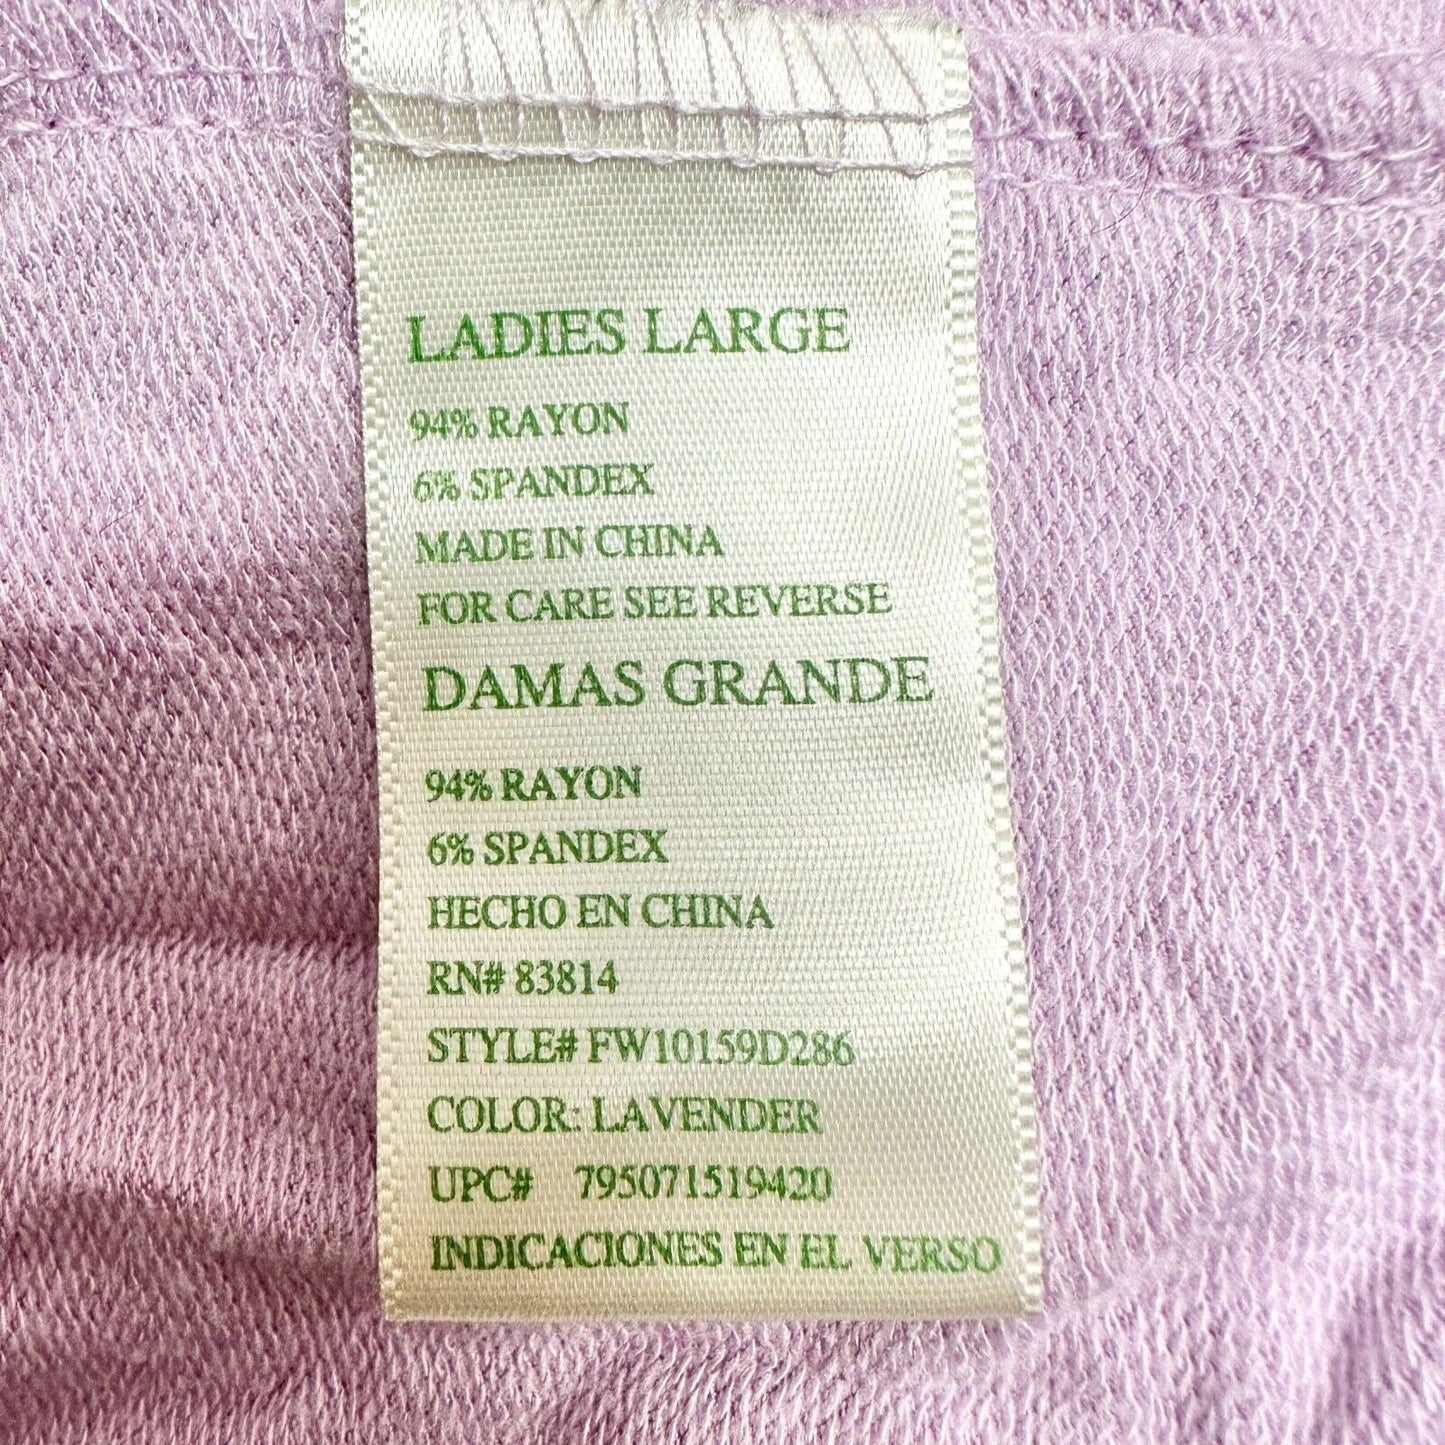 LADIES LARGE
94% RAYON
6% SPANDEX
MADE IN CHINA
FOR CARE SEE REVERSE
DAMAS GRANDE
94% RAYON
6% SPANDEX
HECHO EN CHINA
RN# 83814
STYLE# FW10159D286
COLOR: LAVENDER
UPC# 795071519420
INDICACIONES EN EL VERSO